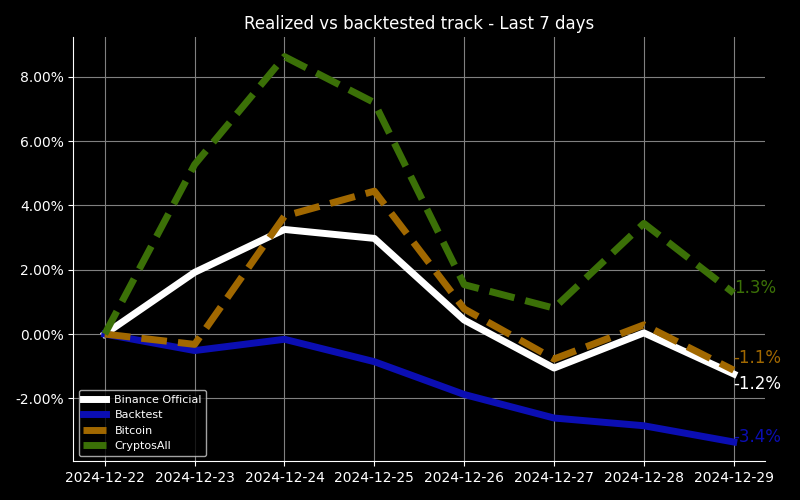 Realized vs backtested track - Last 7 days
8.00%
6.00%
4.00%
2.00%
0.00%
-2.00%
1.3%
-1.1%
-1.2%
-3.4%
Binance Official
Backtest
Bitcoin
CryptosAll
2024-12-22 2024-12-23 2024-12-24 2024-12-25 2024-12-26 2024-12-27 2024-12-28 2024-12-29